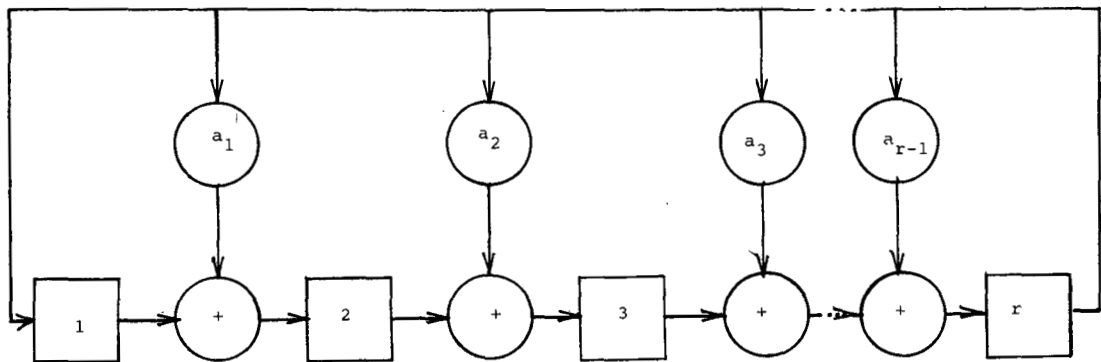 a1 a2 a3 ar-1
1 + 2 + 3 + + r